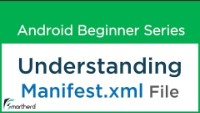 Android Beginner Series
Understanding
Manifest.xml File
Smartherd